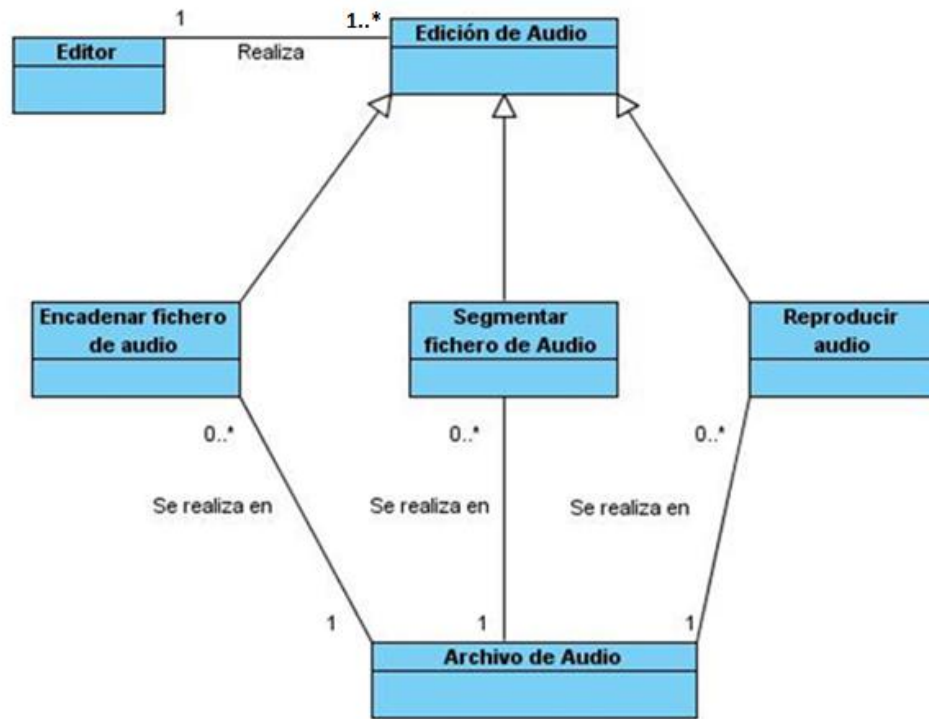 1
1..*
Edición de Audio
Editor
Realiza
Encadenar fichero
de audio
Segmentar
fichero de Audio
Reproducir
audio
0..*
0..*
0..*
Se realiza en
Se realiza en
Se realiza en
1
1
1
Archivo de Audio